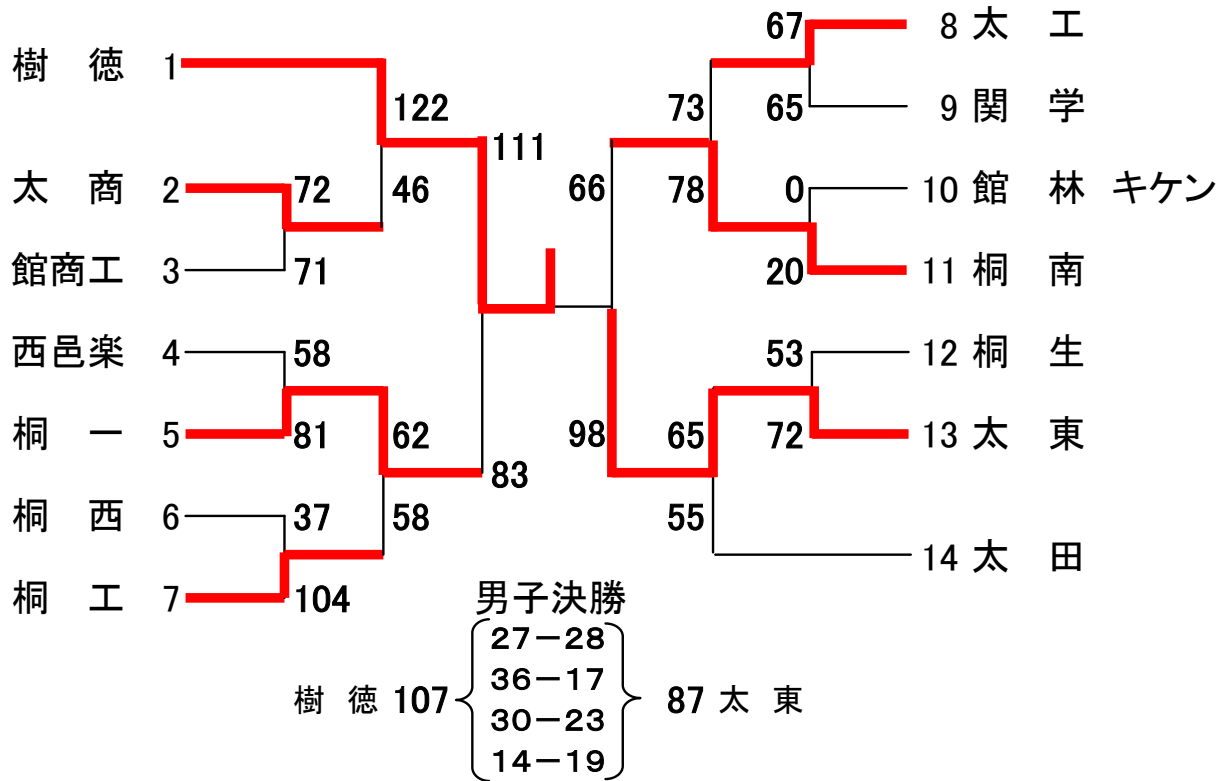 樹 徳 1
122
111
太 商 2
72
46
館商工 3
71
西邑楽 4
58
桐 一 5
81
62
83
桐 西 6
37
58
桐 工 7
104
67
8 太 工
73
65
9 関 学
66
78
0
10 館 林 キケン
20
11 桐 南
53
12 桐 生
98
65
72
13 太 東
55
14 太 田
男子決勝
27－28
36－17
樹 徳 107
87 太 東
30－23
14－19